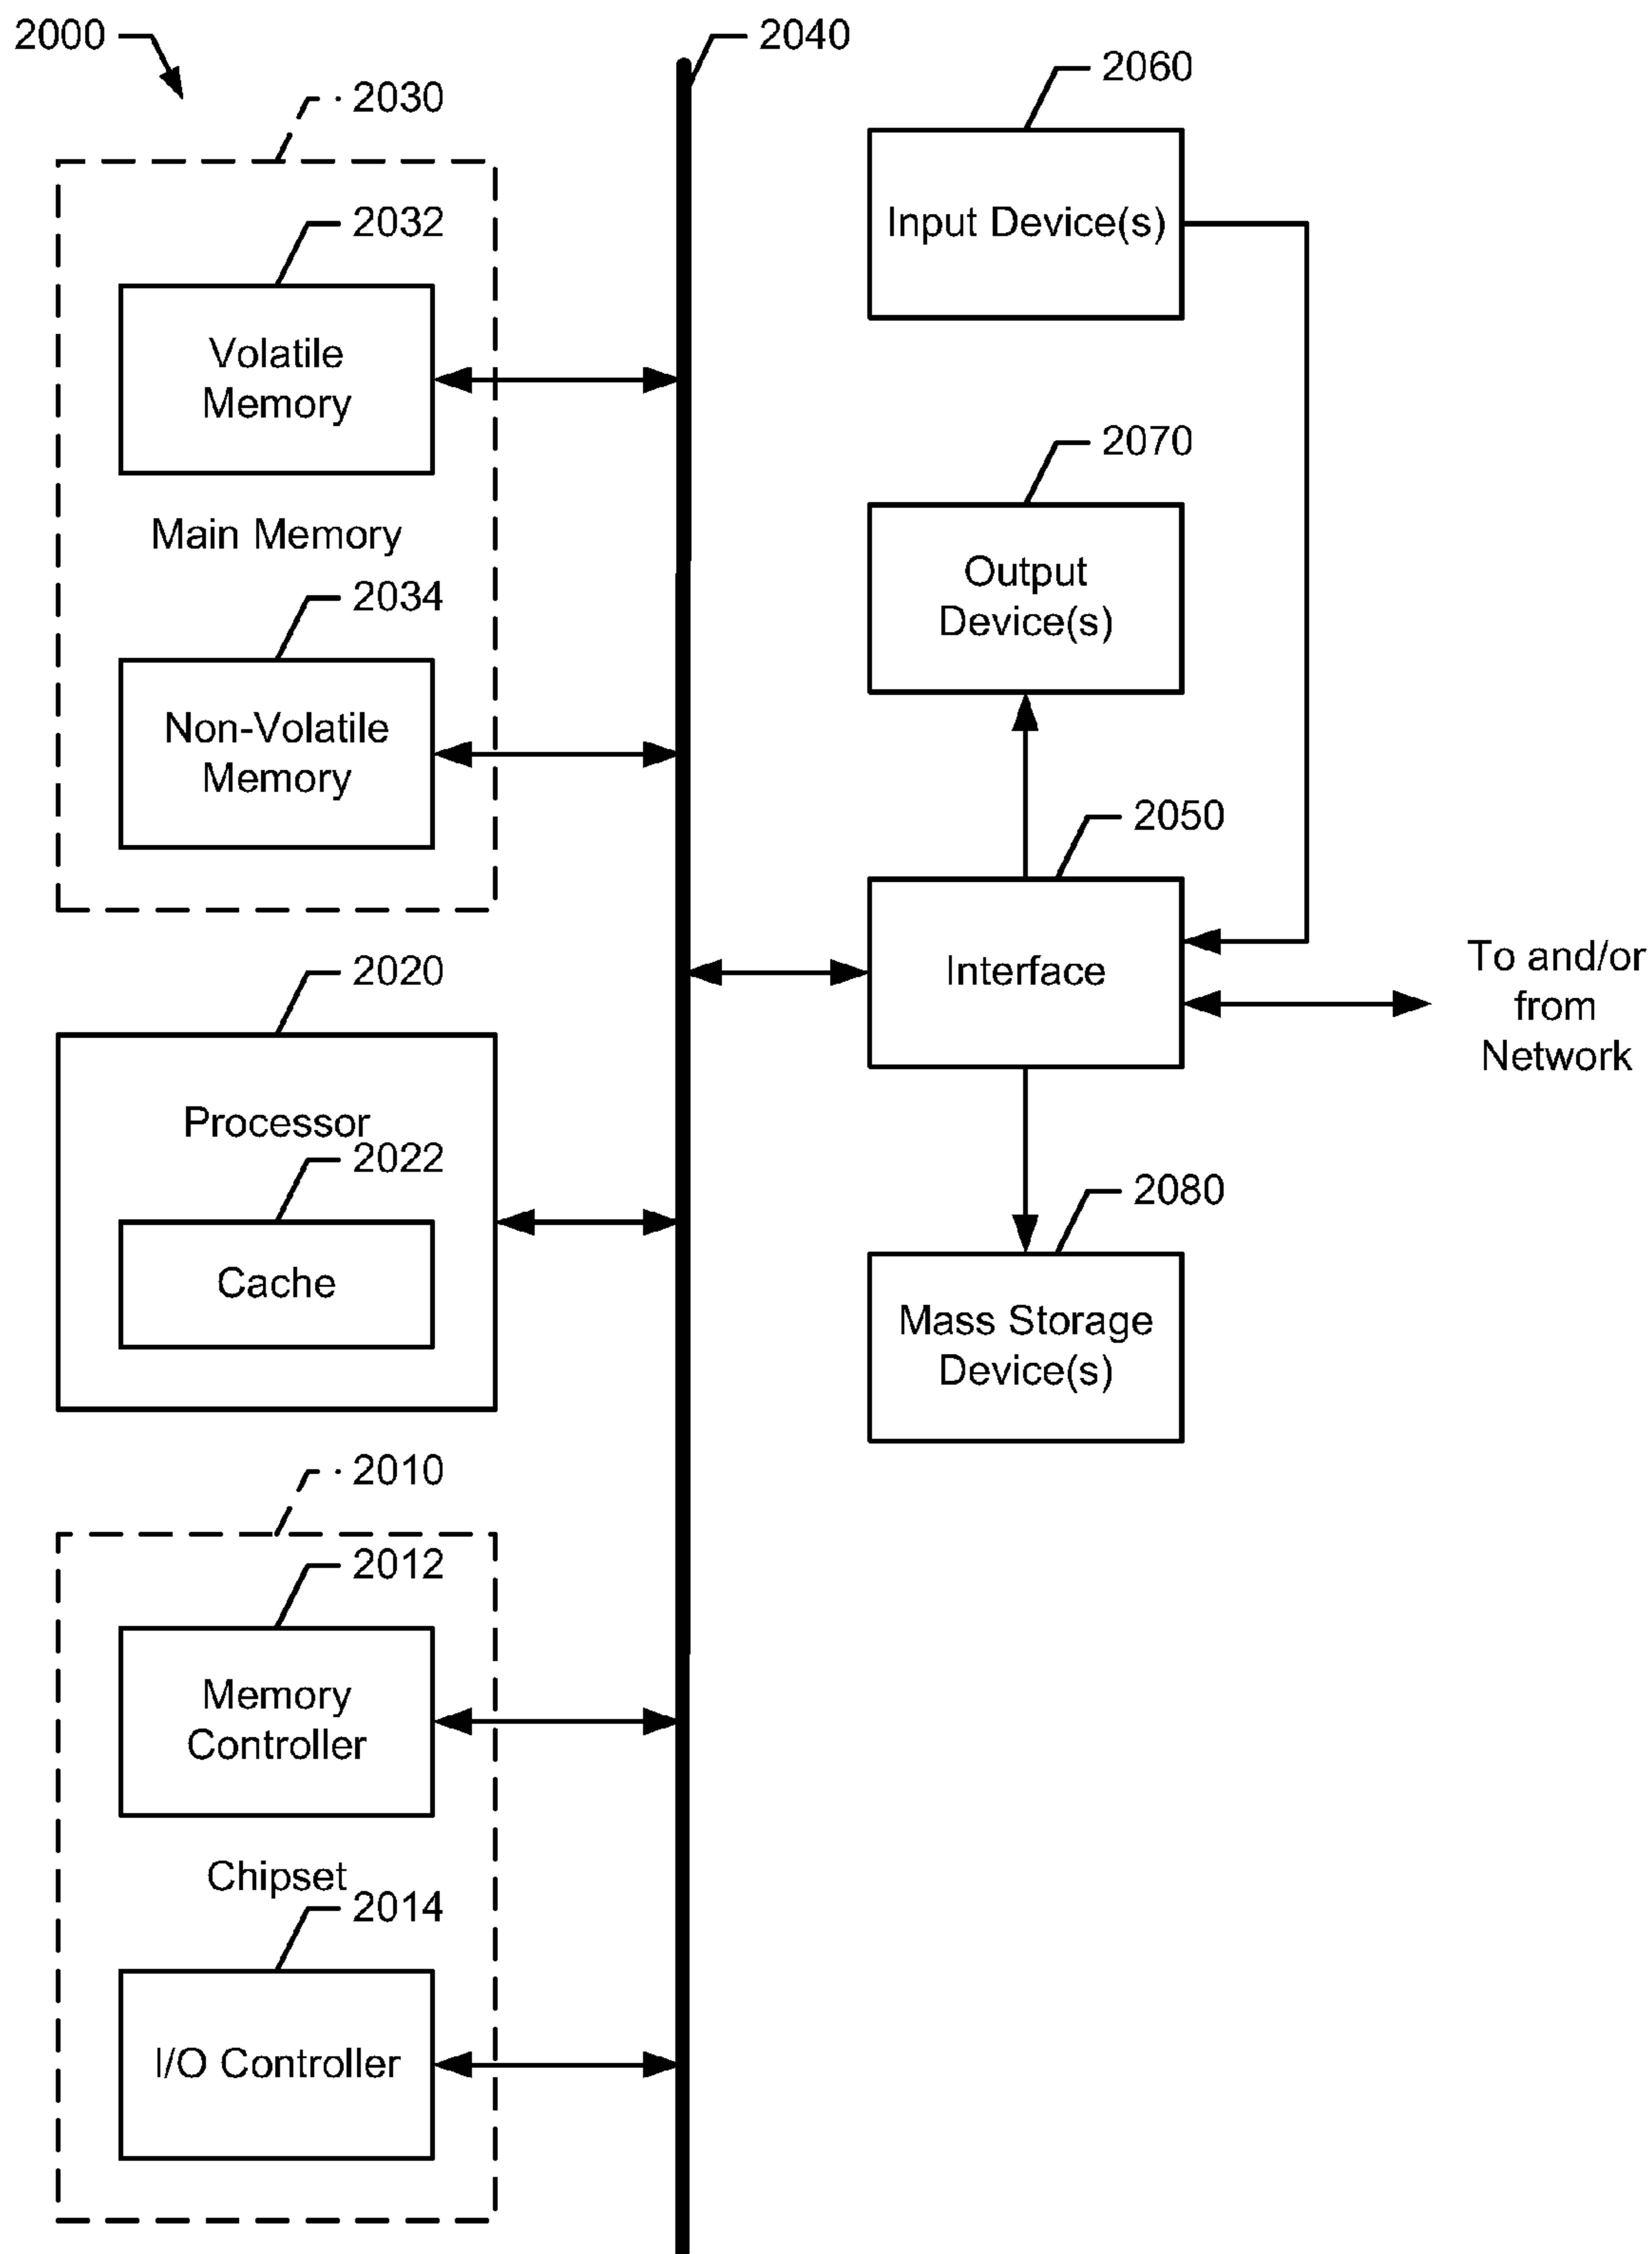 2000
2040
2060
2030
2032
Input Device(s)
Volatile
Memory
2070
Main Memory
Output
Device(s)
2034
Non-Volatile
Memory
2050
2020
Interface
To and/or
from
Network
Processor
2022
2080
Cache
Mass Storage
Device(s)
2010
2012
Memory
Controller
Chipset
2014
I/O Controller